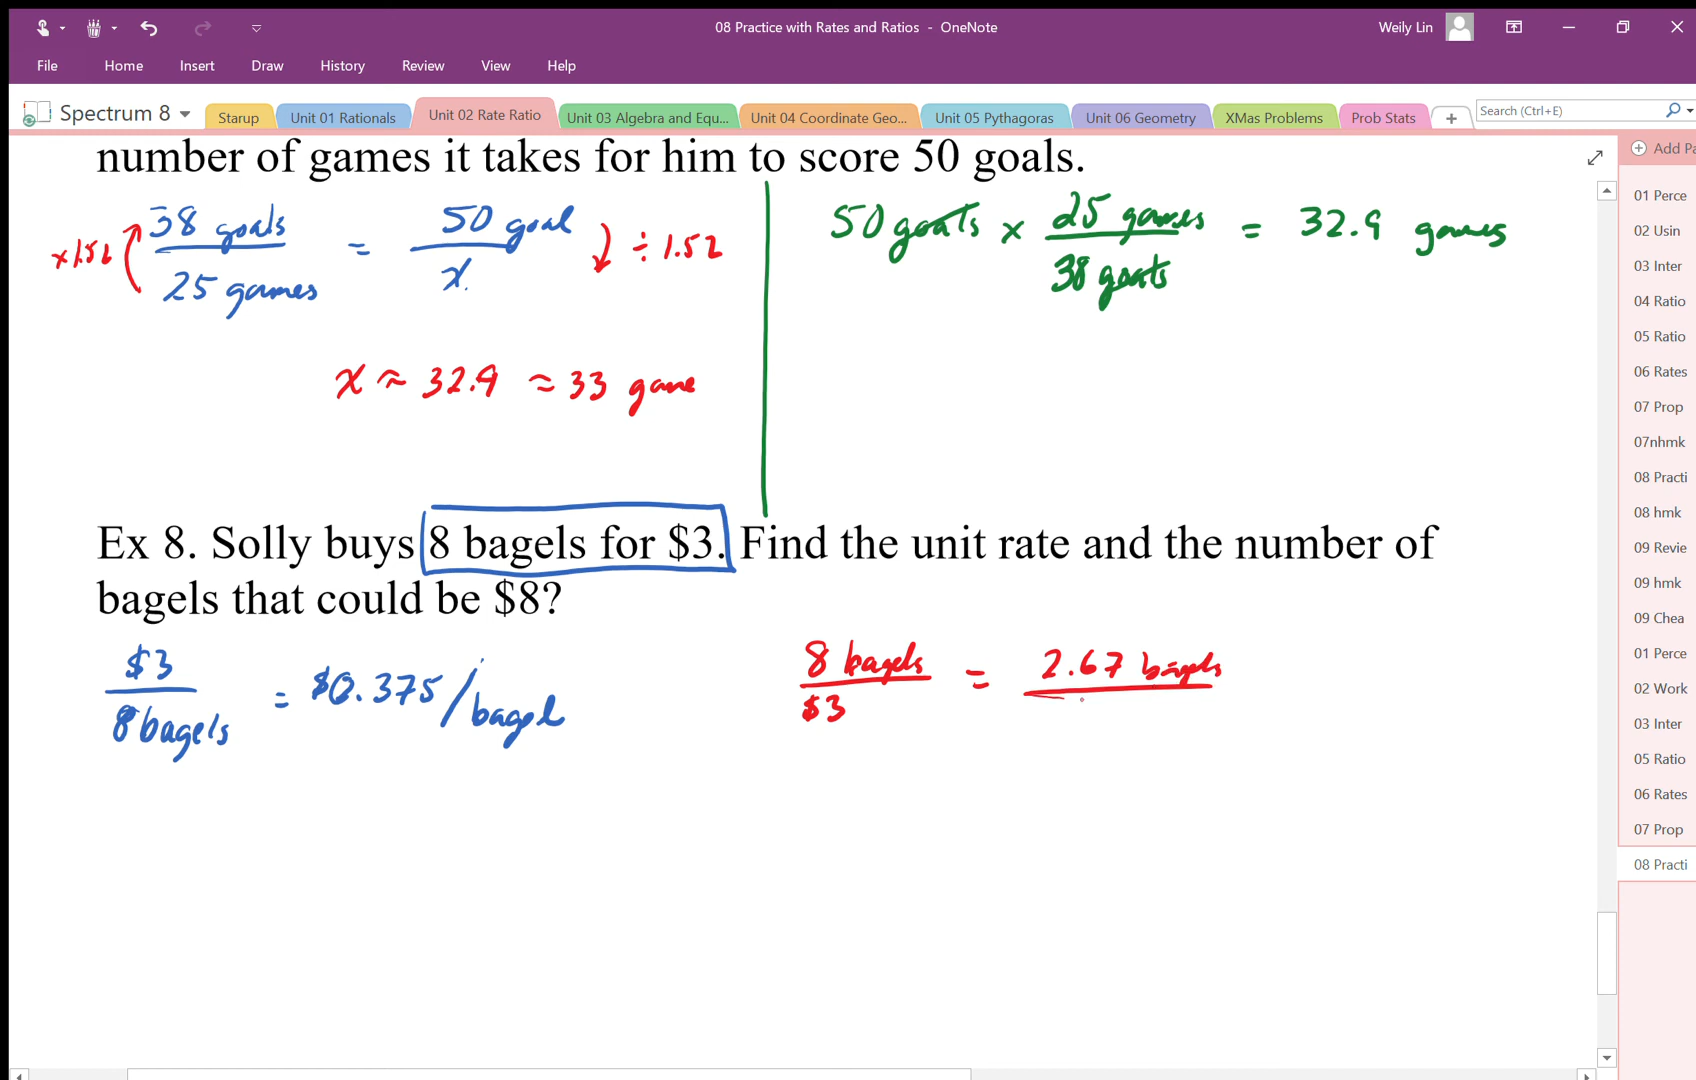 08 Practice with Rates and Ratios - OneNote
Weily Lin
File Home Insert Draw History Review View Help
Spectrum 8
Starup
Unit 01 Rationals
Unit 02 Rate Ratio
Unit 03 Algebra and Equ...
Unit 04 Coordinate Geo...
Unit 05 Pythagoras
Unit 06 Geometry
XMas Problems
Prob Stats
+
Search (Ctrl+E)
number of games it takes for him to score 50 goals.
×1.52
38 goals
25 games
=
50 goal
x
÷ 1.52
x ≈ 32.9 ≈ 33 game
50 goals × 25 games
38 goals
= 32.9 games
Ex 8. Solly buys 8 bagels for $3. Find the unit rate and the number of
bagels that could be $8?
$3
8 bagels
= $0.375/bagel
8 bagels
$3
=
2.67 bagels
Add Pa
01 Perce
02 Usin
03 Inter
04 Ratio
05 Ratio
06 Rates
07 Prop
07nhmk
08 Practi
08 hmk
09 Revie
09 hmk
09 Chea
01 Perce
02 Work
03 Inter
05 Ratio
06 Rates
07 Prop
08 Practi